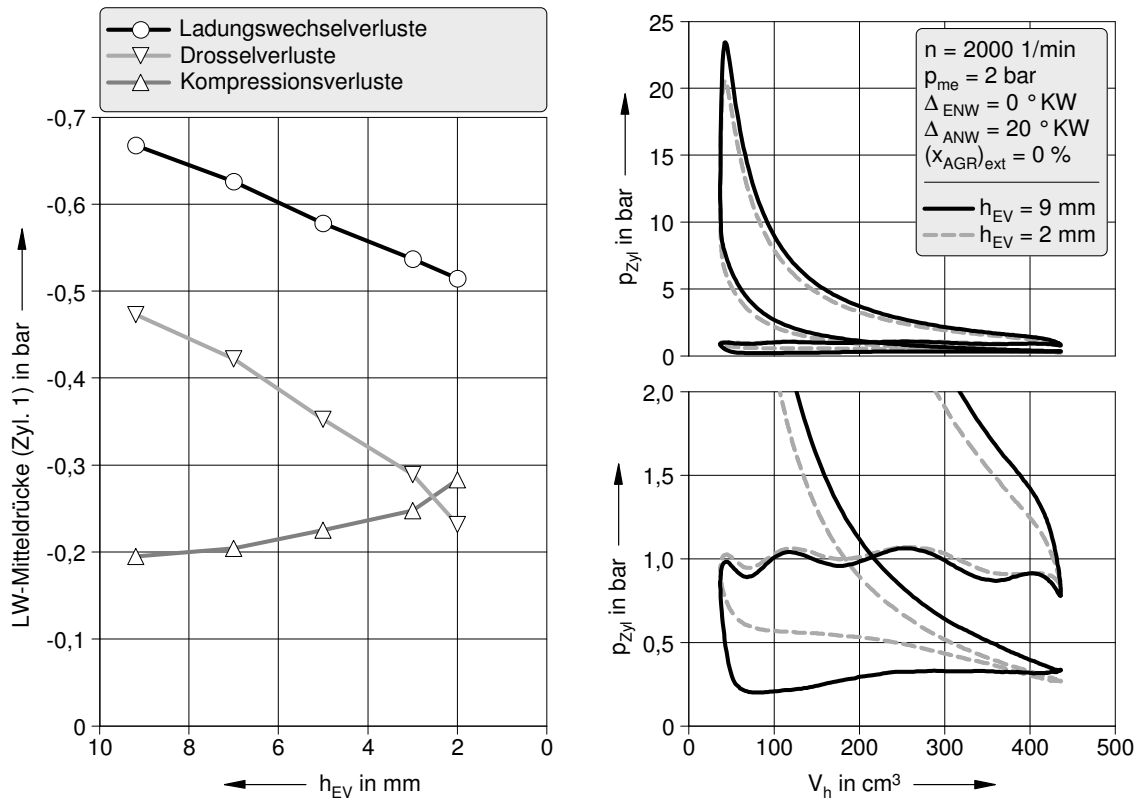 Ladungswechselverluste
Drosselverluste
Kompressionsverluste
LW-Mitteldrücke (Zyl. 1) in bar
-0,7
-0,6
-0,5
-0,4
-0,3
-0,2
-0,1
0
10 8 6 4 2 0
h_EV in mm
p_Zyl in bar
25
20
15
10
5
0
n = 2000 1/min
p_me = 2 bar
Δ_ENW = 0 °KW
Δ_ANW = 20 °KW
(x_AGR)_ext = 0 %
h_EV = 9 mm
h_EV = 2 mm
p_Zyl in bar
2,0
1,5
1,0
0,5
0
0 100 200 300 400 500
V_h in cm³